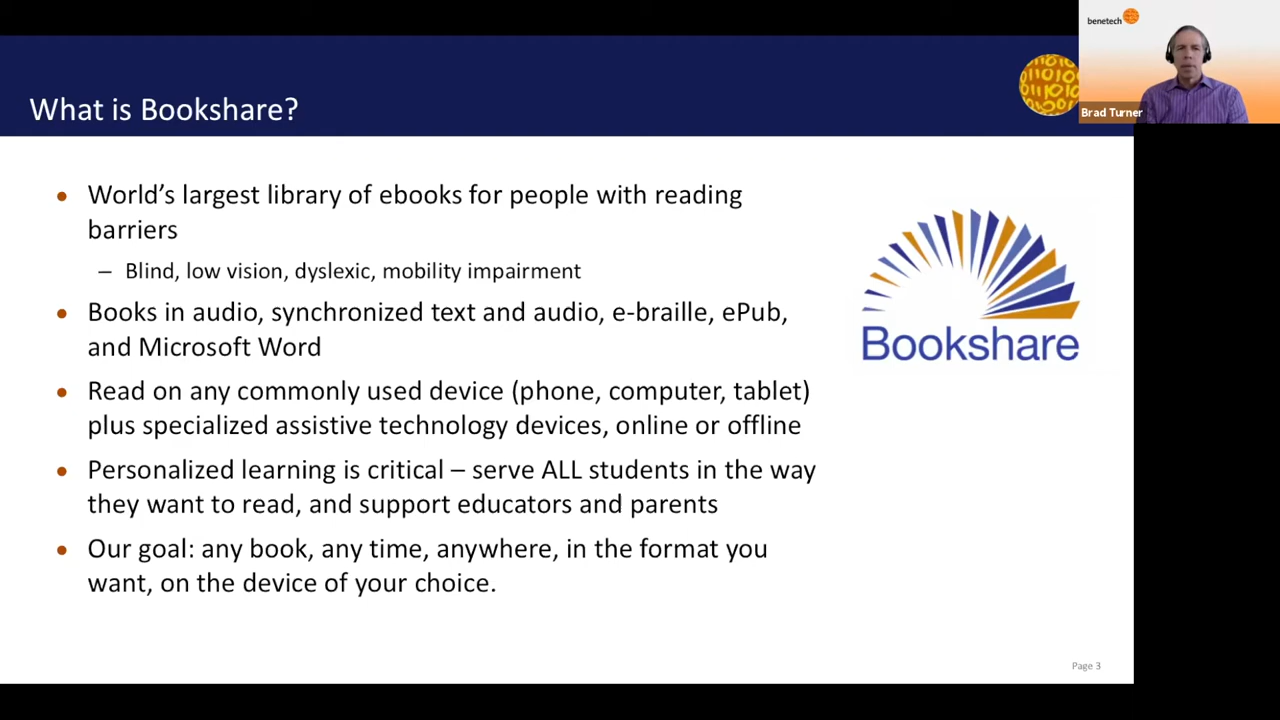 benetech
Brad Turner
What is Bookshare?
• World’s largest library of ebooks for people with reading
barriers
– Blind, low vision, dyslexic, mobility impairment
• Books in audio, synchronized text and audio, e-braille, ePub,
and Microsoft Word
• Read on any commonly used device (phone, computer, tablet)
plus specialized assistive technology devices, online or offline
• Personalized learning is critical – serve ALL students in the way
they want to read, and support educators and parents
• Our goal: any book, any time, anywhere, in the format you
want, on the device of your choice.
Bookshare
Page 3